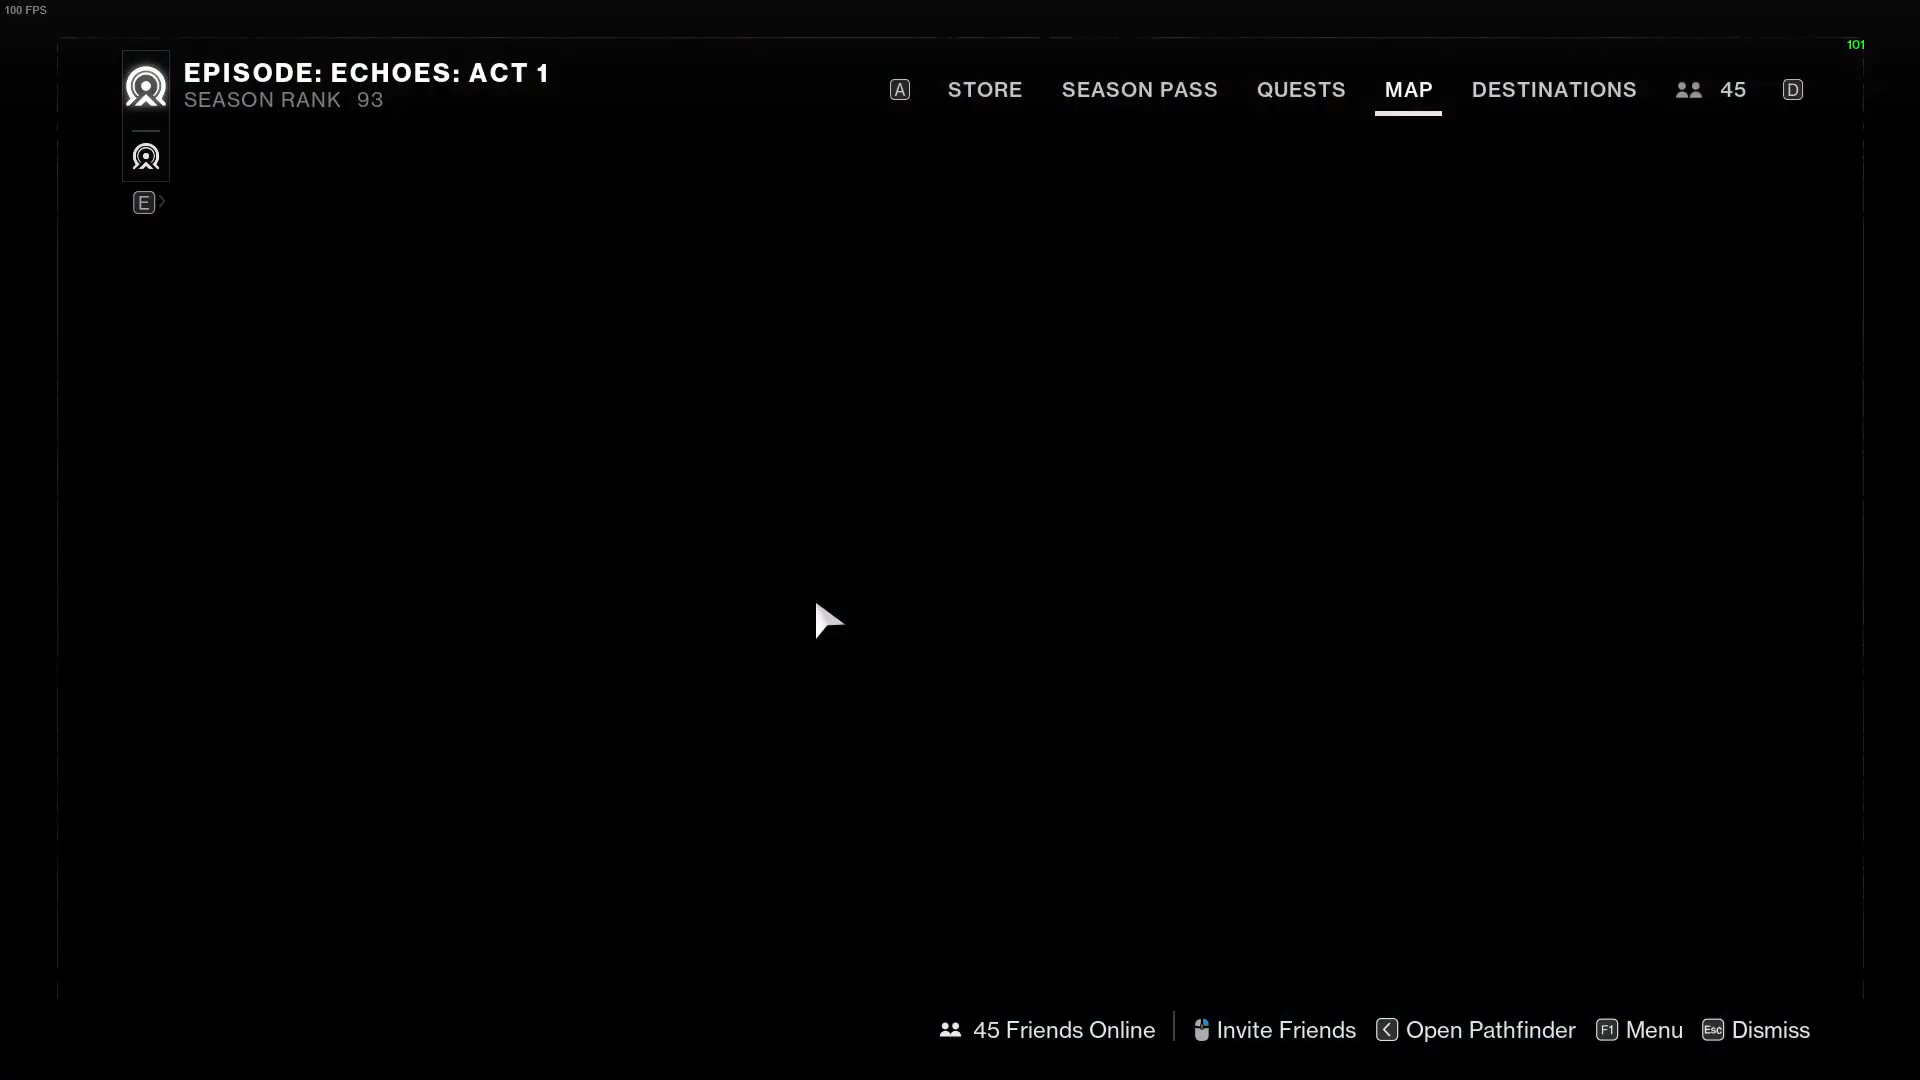 100 FPS
101
EPISODE: ECHOES: ACT 1
SEASON RANK 93
A STORE SEASON PASS QUESTS MAP DESTINATIONS 45 D
E
45 Friends Online Invite Friends < Open Pathfinder F1 Menu Esc Dismiss